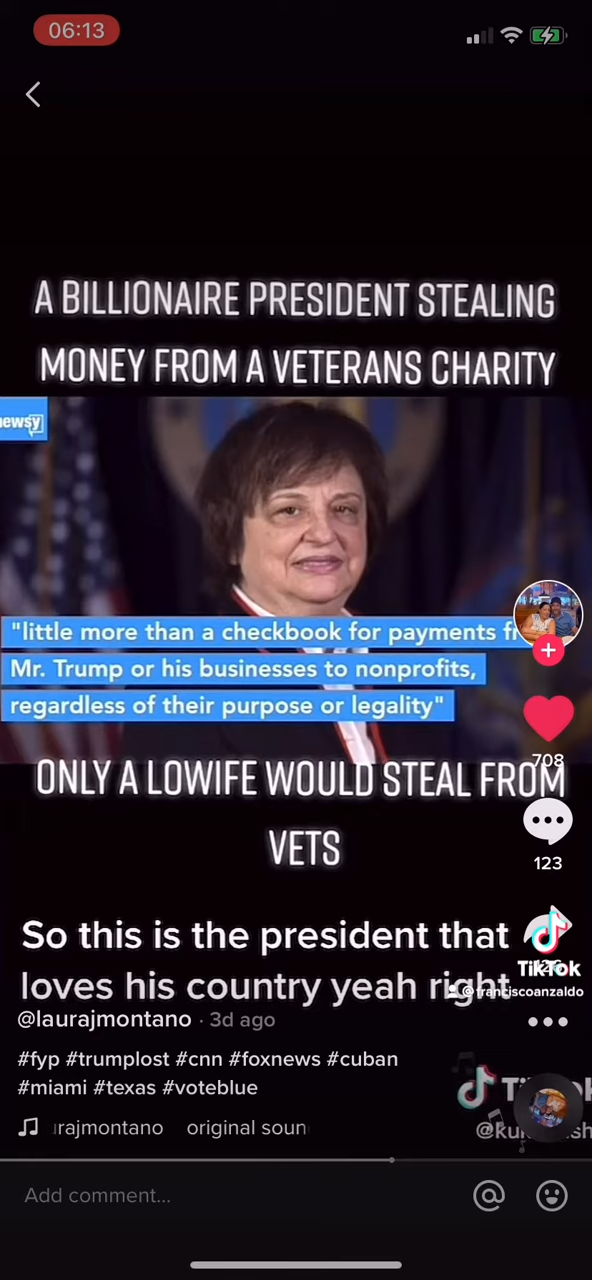 06:13
A BILLIONAIRE PRESIDENT STEALING
MONEY FROM A VETERANS CHARITY
newsy
"little more than a checkbook for payments
Mr. Trump or his businesses to nonprofits,
regardless of their purpose or legality"
708
ONLY A LOWIFE WOULD STEAL FROM
VETS
123
So this is the president that
loves his country yeah right
TikTok
@franciscoanzaldo
@laurajmontano · 3d ago
#fyp #trumplost #cnn #foxnews #cuban
#miami #texas #voteblue
rajmontano original soun
Add comment...